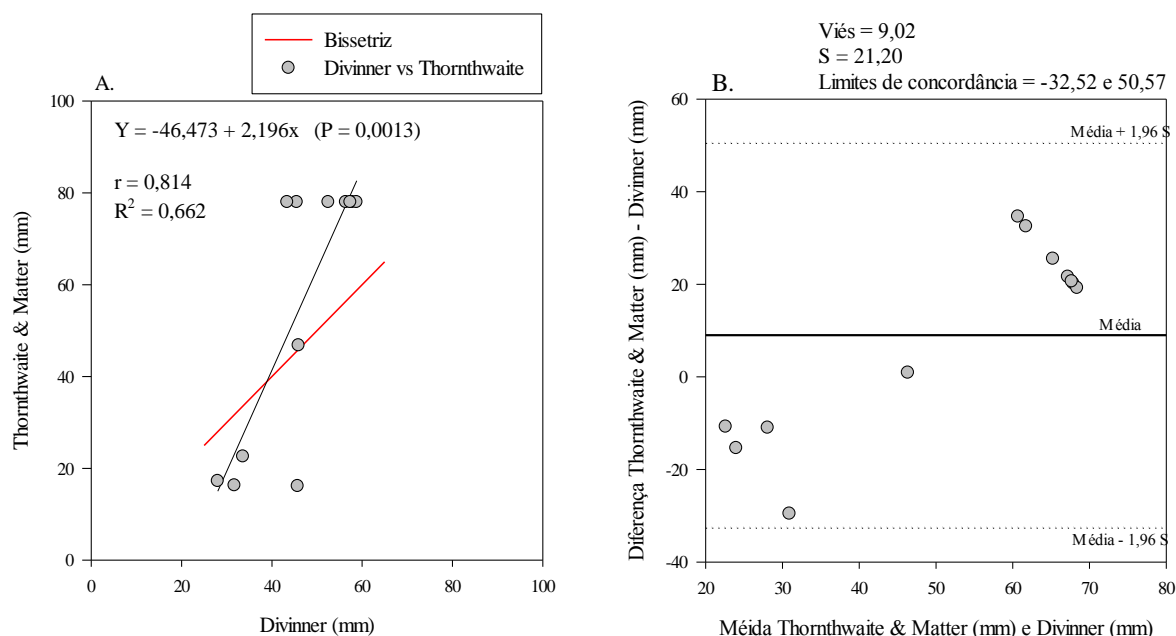 Bissetriz
Divinner vs Thornthwaite
A.
Y = -46,473 + 2,196x (P = 0,0013)
r = 0,814
R² = 0,662
Thornthwaite & Matter (mm)
100
80
60
40
20
0
0 20 40 60 80 100
Divinner (mm)
Viés = 9,02
S = 21,20
Limites de concordância = -32,52 e 50,57
B.
Diferença Thornthwaite & Matter (mm) - Divinner (mm)
60
40
20
0
-20
-40
Média + 1,96 S
Média
Média - 1,96 S
20 30 40 50 60 70 80
Méida Thornthwaite & Matter (mm) e Divinner (mm)